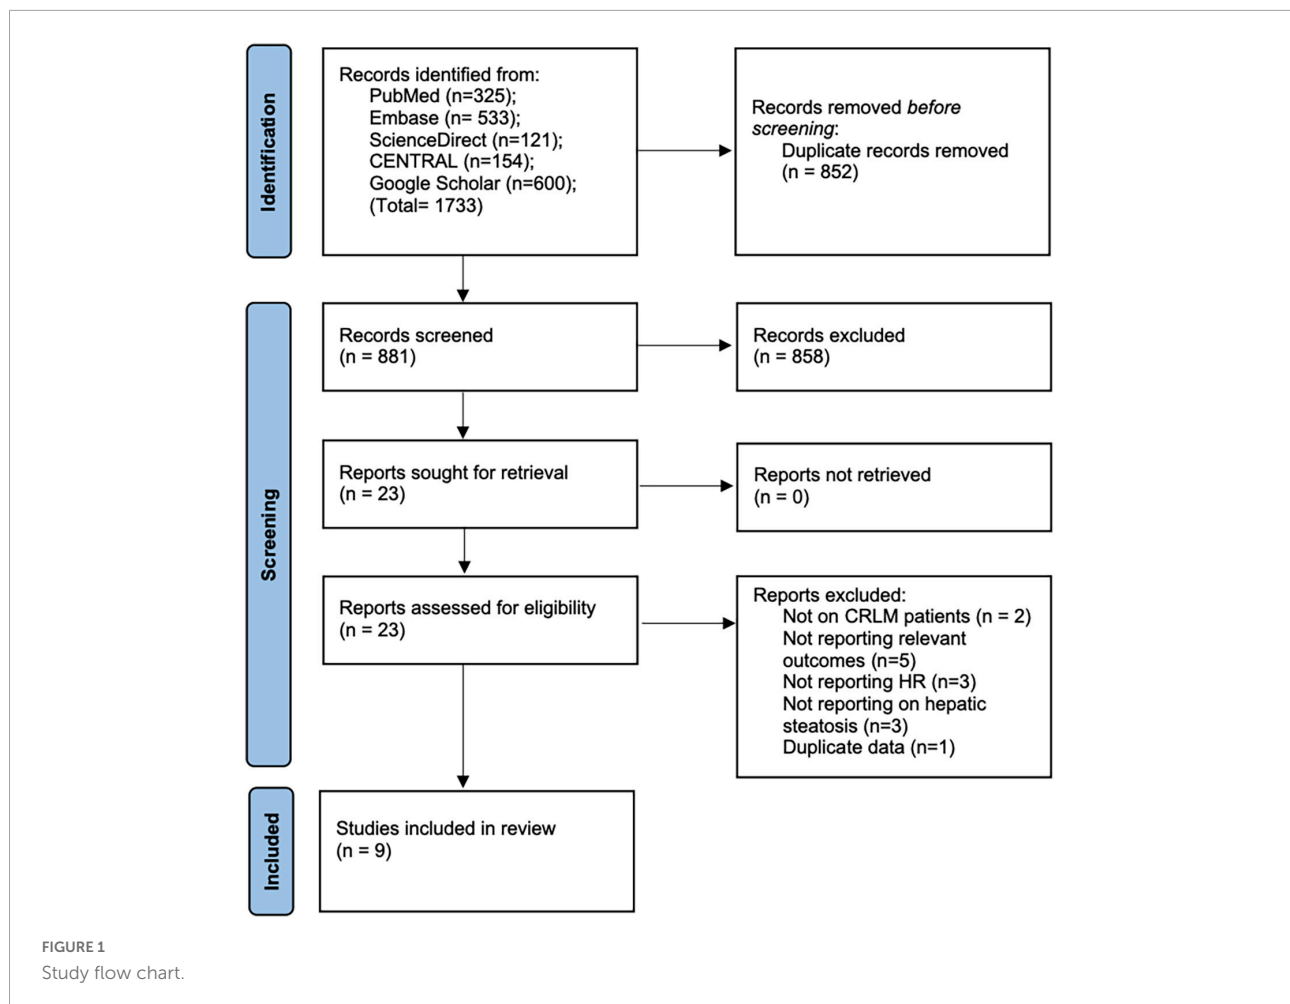 Identification
Records identified from:
PubMed (n=325);
Embase (n= 533);
ScienceDirect (n=121);
CENTRAL (n=154);
Google Scholar (n=600);
(Total= 1733)
Records removed before
screening:
Duplicate records removed
(n = 852)
Screening
Records screened
(n = 881)
Records excluded
(n = 858)
Reports sought for retrieval
(n = 23)
Reports not retrieved
(n = 0)
Reports assessed for eligibility
(n = 23)
Reports excluded:
Not on CRLM patients (n = 2)
Not reporting relevant
outcomes (n=5)
Not reporting HR (n=3)
Not reporting on hepatic
steatosis (n=3)
Duplicate data (n=1)
Included
Studies included in review
(n = 9)
FIGURE 1
Study flow chart.